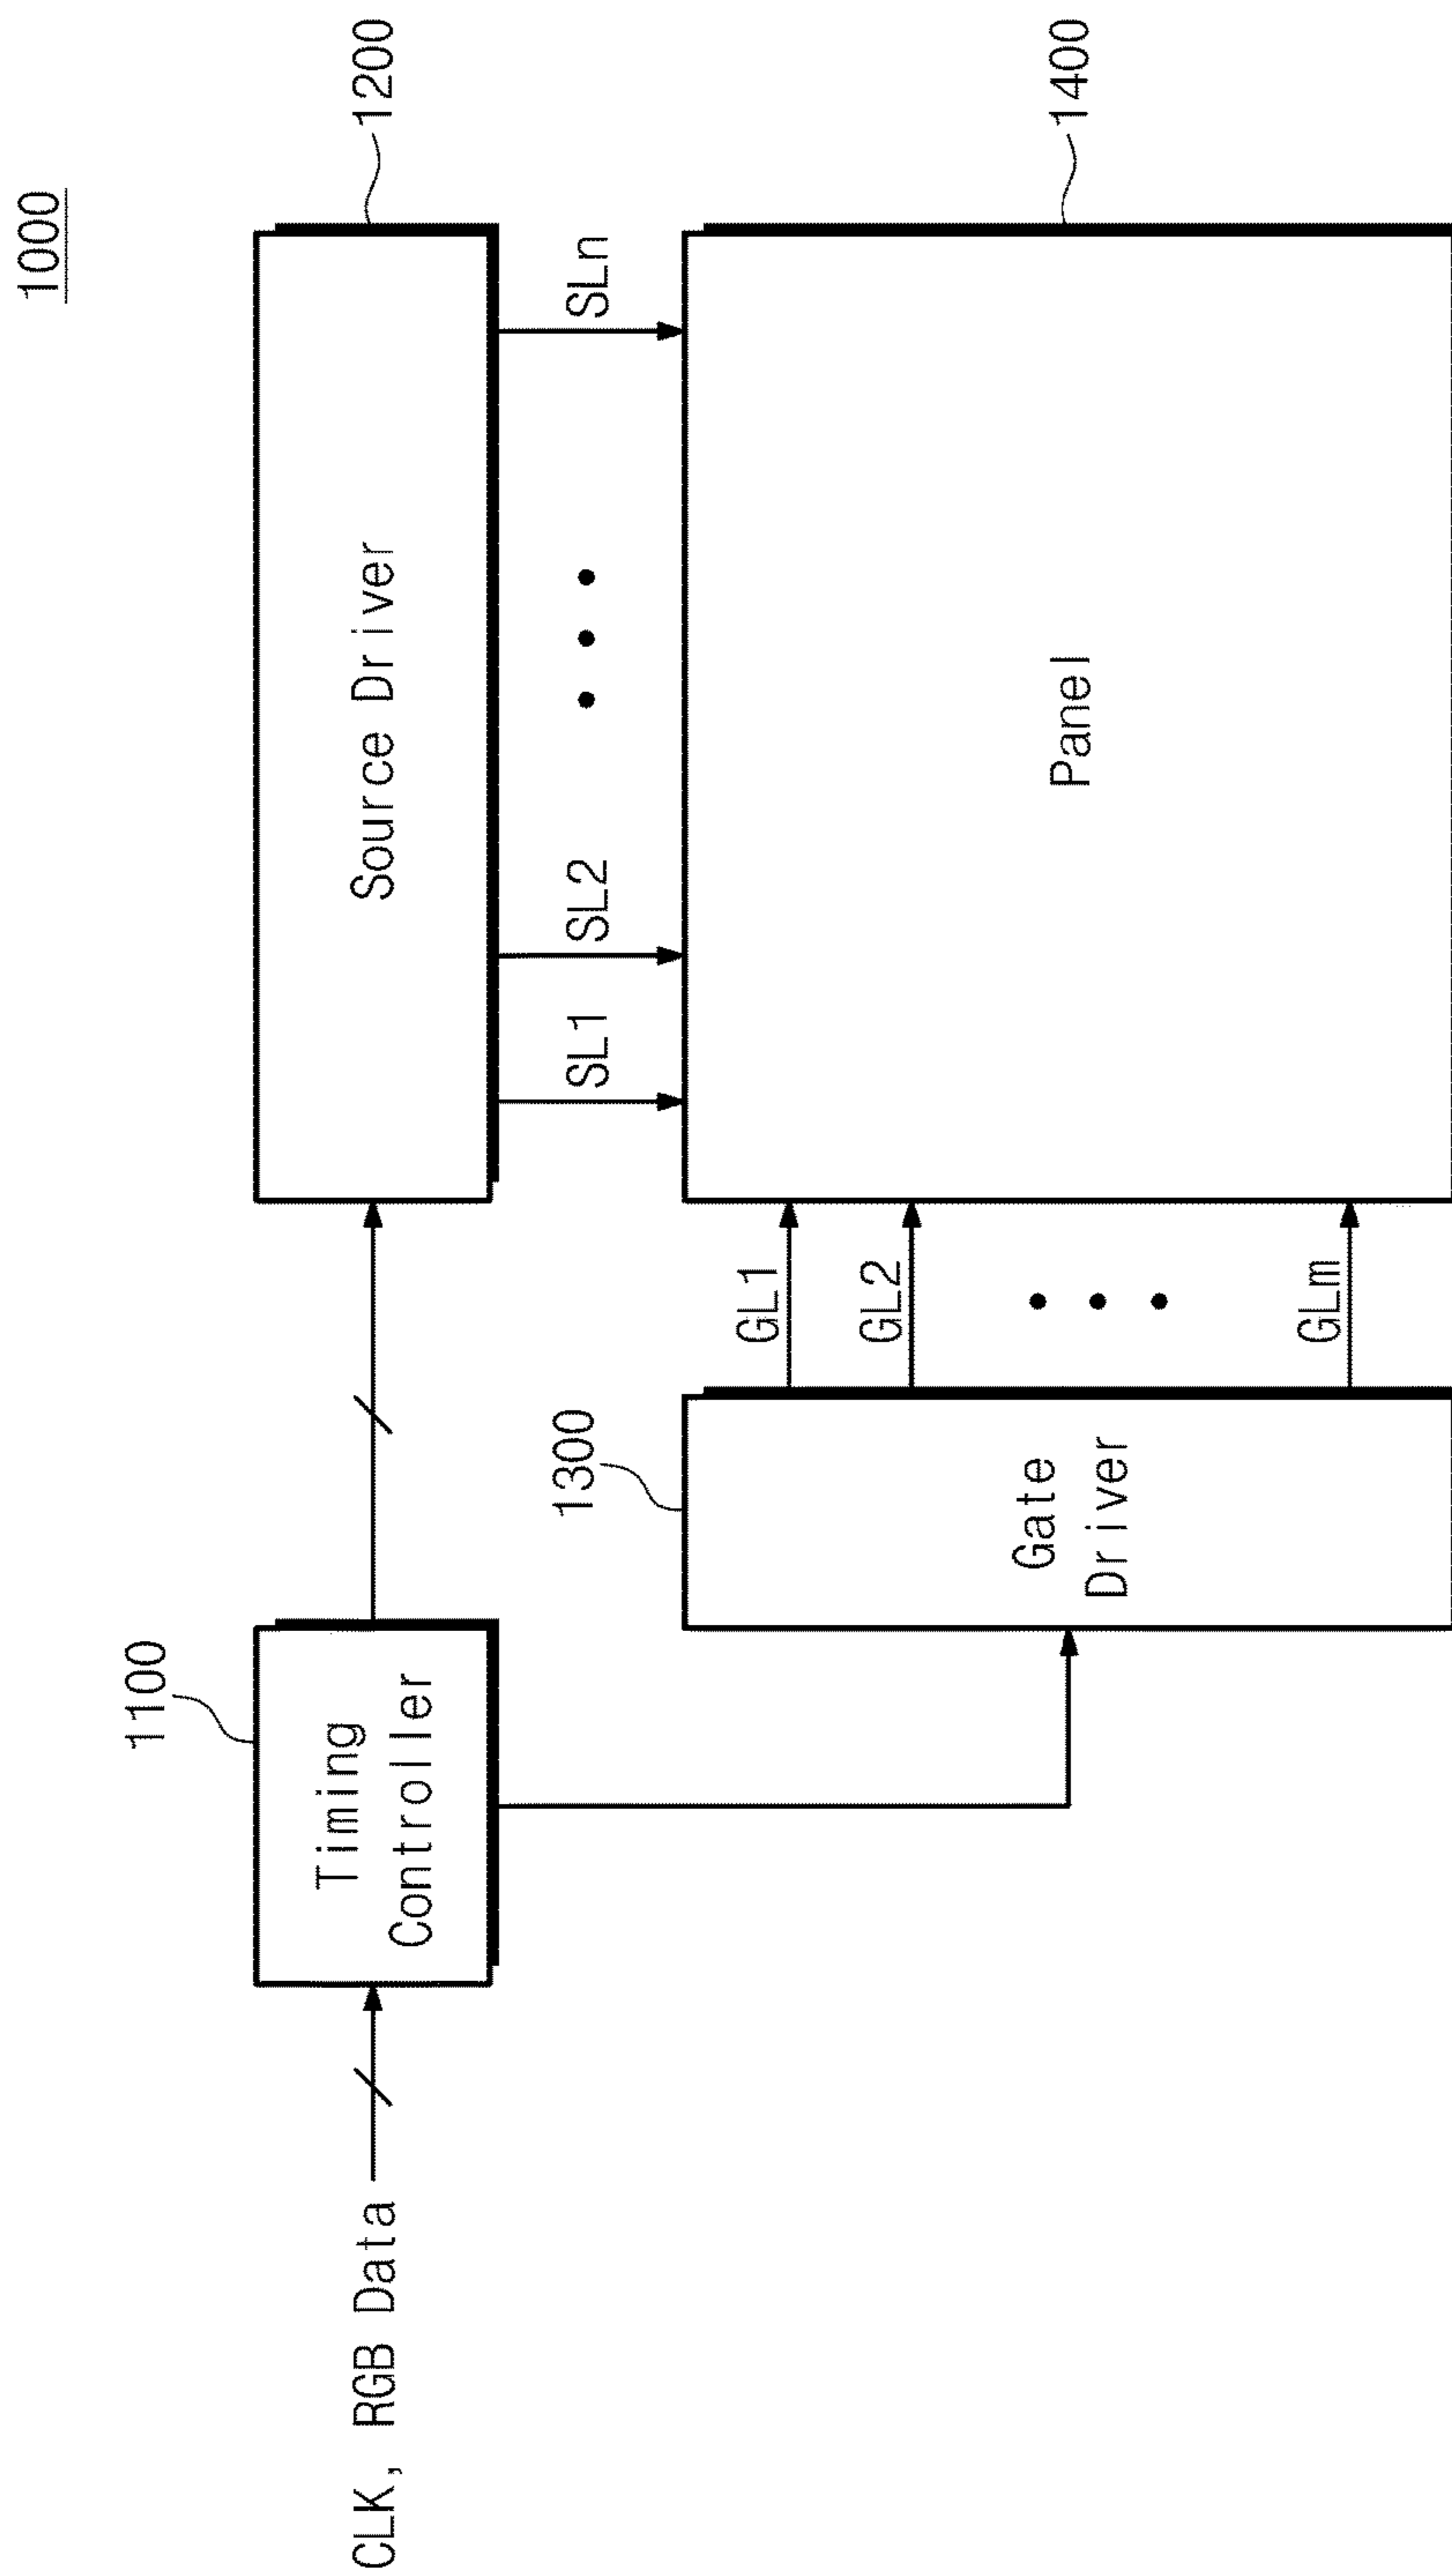 1000
1100
1200
CLK, RGB Data
Timing
Controller
Source Driver
SL1
SL2
SLn
1300
GL1
GL2
GLm
Gate
Driver
Panel
1400